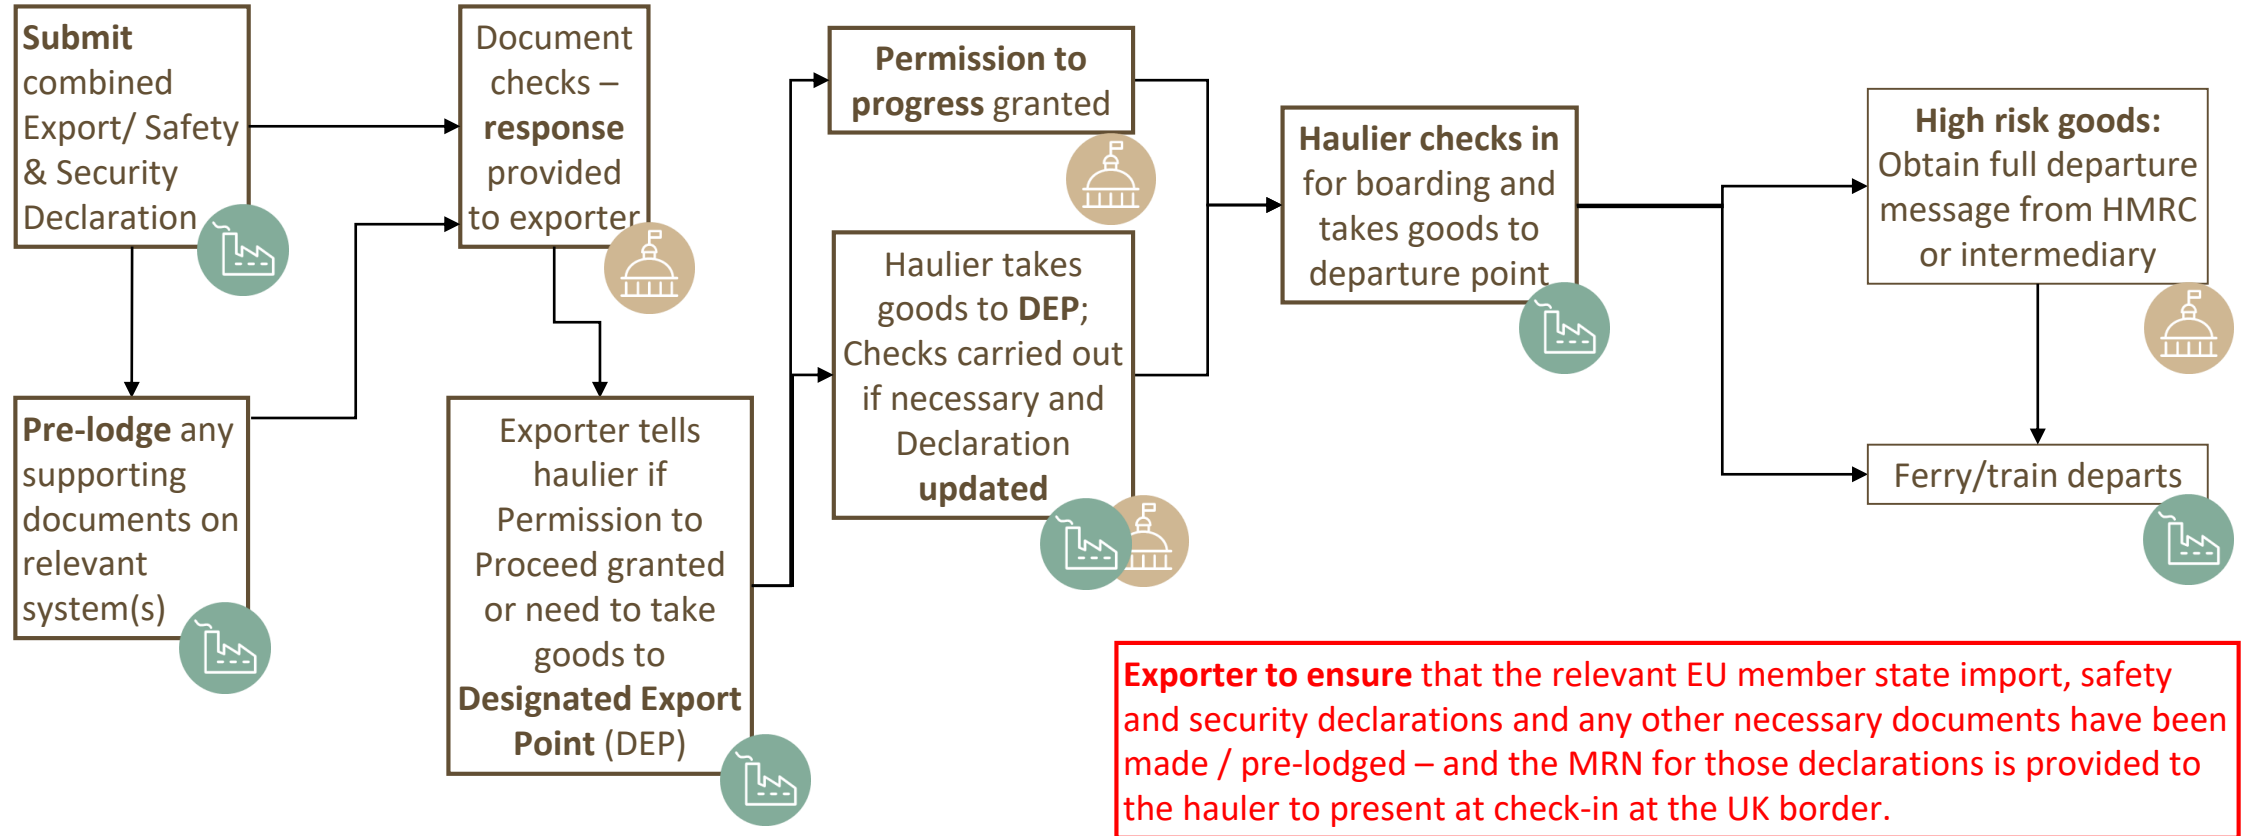 Submit
combined
Export/ Safety
& Security
Declaration
Pre-lodge any
supporting
documents on
relevant
system(s)
Document
checks –
response
provided
to exporter
Exporter tells
haulier if
Permission to
Proceed granted
or need to take
goods to
Designated Export
Point (DEP)
Permission to
progress granted
Haulier takes
goods to DEP;
Checks carried out
if necessary and
Declaration
updated
Haulier checks in
for boarding and
takes goods to
departure point
High risk goods:
Obtain full departure
message from HMRC
or intermediary
Ferry/train departs
Exporter to ensure that the relevant EU member state import, safety
and security declarations and any other necessary documents have been
made / pre-lodged – and the MRN for those declarations is provided to
the hauler to present at check-in at the UK border.